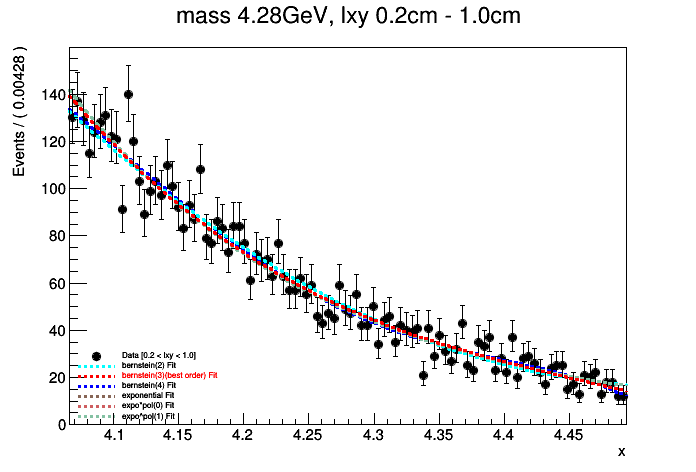 mass 4.28GeV, lxy 0.2cm - 1.0cm
Events / ( 0.00428 )
140
120
100
80
60
40
20
0
Data [0.2 < lxy < 1.0]
bernstein(2) Fit
bernstein(3)(best order) Fit
bernstein(4) Fit
exponential Fit
expo*pol(0) Fit
expo*pol(1) Fit
4.1 4.15 4.2 4.25 4.3 4.35 4.4 4.45
x